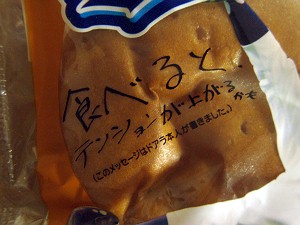 食べると、
テンションが上がるかも
(このメッセージはドアラ本人が書きました。)